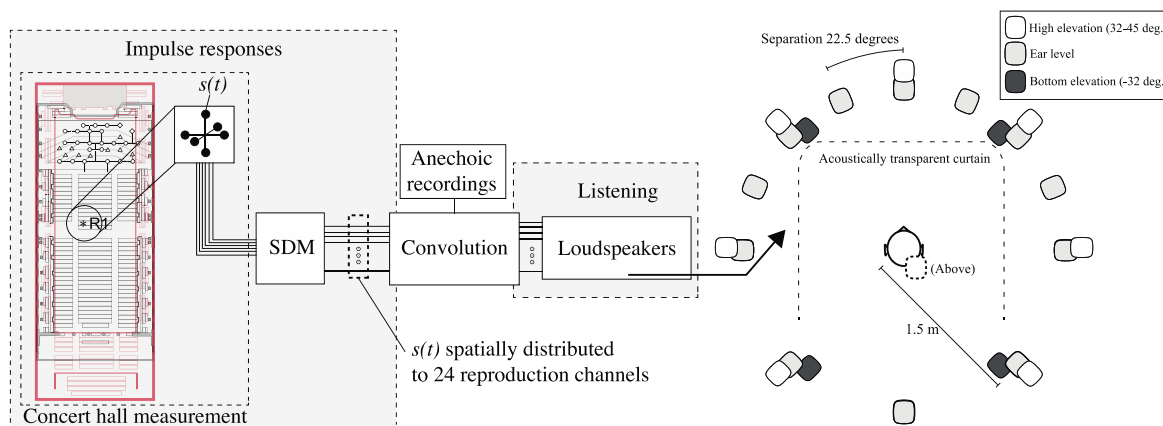 Impulse responses
s(t)
*R1
Concert hall measurement
SDM
Anechoic
recordings
Convolution
Listening
Loudspeakers
s(t) spatially distributed
to 24 reproduction channels
Separation 22.5 degrees
High elevation (32-45 deg.
Ear level
Bottom elevation (-32 deg.
Acoustically transparent curtain
(Above)
1.5 m